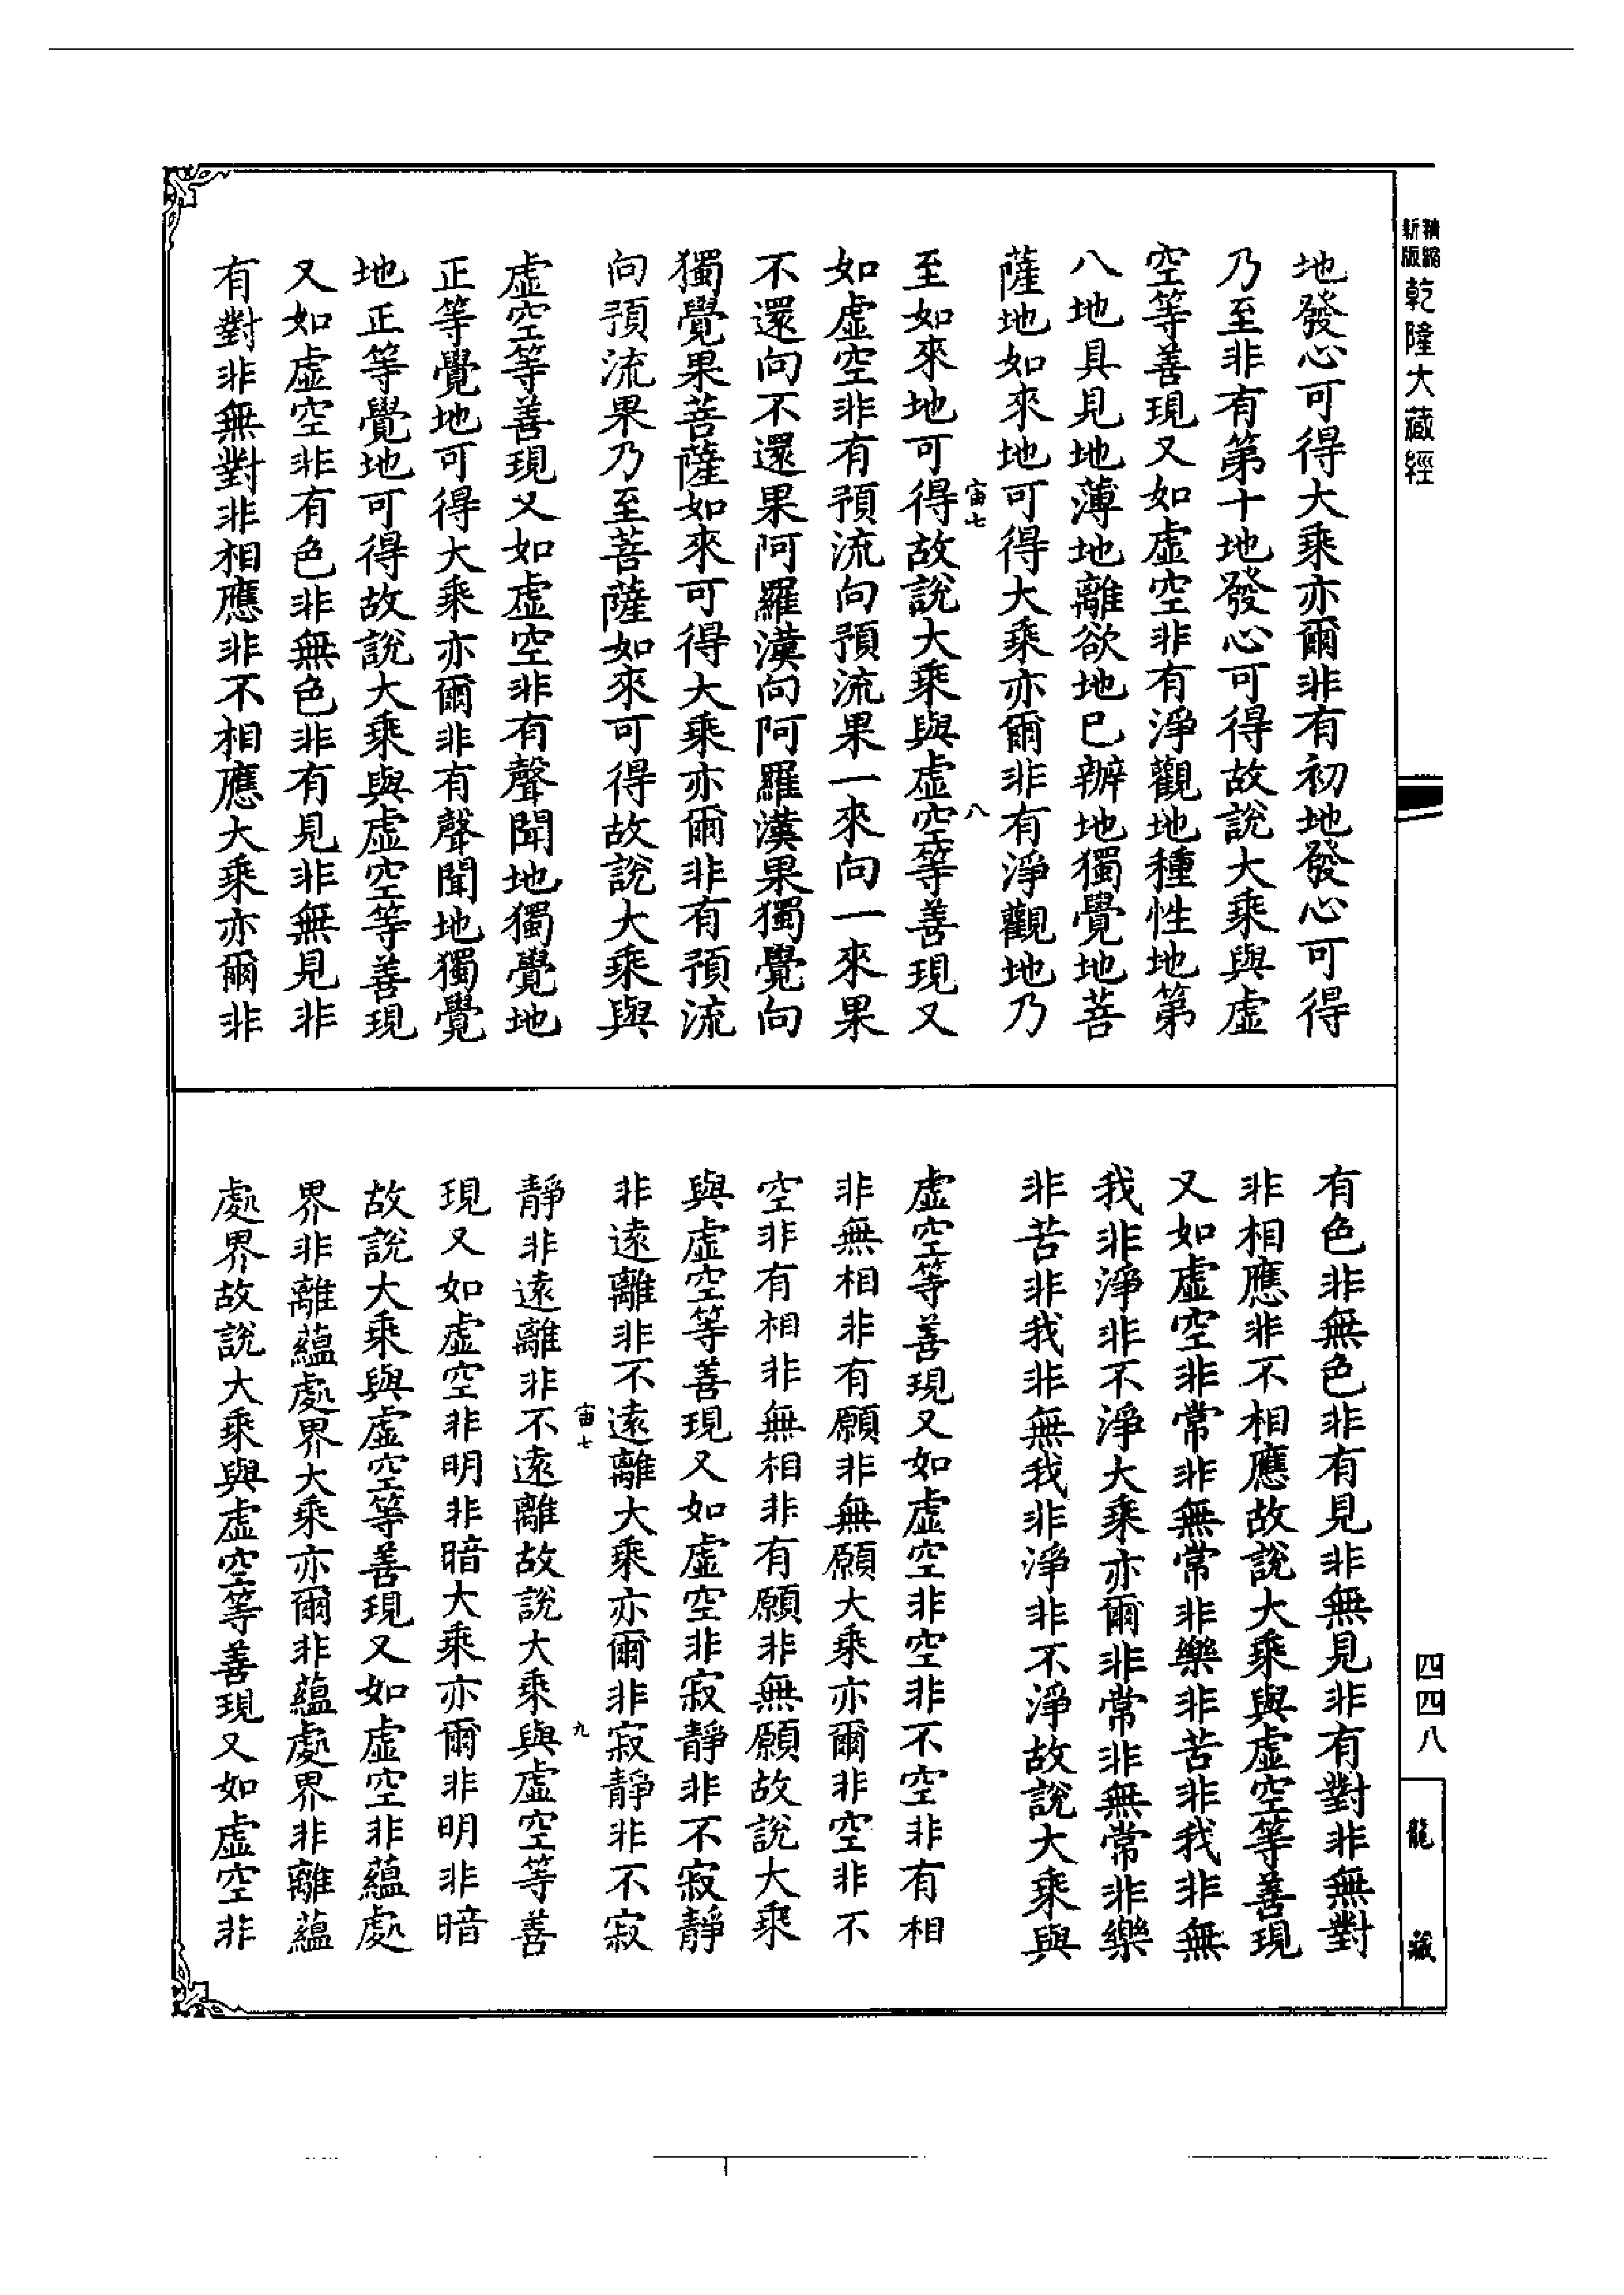 新版 精縮 乾隆大藏經
地發心可得大乘亦爾非有初地發心可得
乃至非有第十地發心可得故說大乘與虛
空等善現又如虛空非有淨觀地種性地第
八地具見地薄地離欲地已辦地獨覺地菩
薩地如來地可得大乘亦爾非有淨觀地乃
宙七 八
至如來地可得故說大乘與虛空等善現又
如虛空非有預流向預流果一來向一來果
不還向不還果阿羅漢向阿羅漢果獨覺向
獨覺果菩薩如來可得大乘亦爾非有預流
向預流果乃至菩薩如來可得故說大乘與
虛空等善現又如虛空非有聲聞地獨覺地
正等覺地可得大乘亦爾非有聲聞地獨覺
地正等覺地可得故說大乘與虛空等善現
又如虛空非有色非無色非有見非無見非
有對非無對非相應非不相應大乘亦爾非
四四八
龍藏
有色非無色非有見非無見非有對非無對
非相應非不相應故說大乘與虛空等善現
又如虛空非常非無常非樂非苦非我非無
我非淨非不淨大乘亦爾非常非無常非樂
非苦非我非無我非淨非不淨故說大乘與
虛空等善現又如虛空非空非不空非有相
非無相非有願非無願大乘亦爾非空非不
空非有相非無相非有願非無願故說大乘
與虛空等善現又如虛空非寂靜非不寂靜
非遠離非不遠離大乘亦爾非寂靜非不寂
宙七 九
靜非遠離非不遠離故說大乘與虛空等善
現又如虛空非明非暗大乘亦爾非明非暗
故說大乘與虛空等善現又如虛空非蘊處
界非離蘊處界大乘亦爾非蘊處界非離蘊
處界故說大乘與虛空等善現又如虛空非